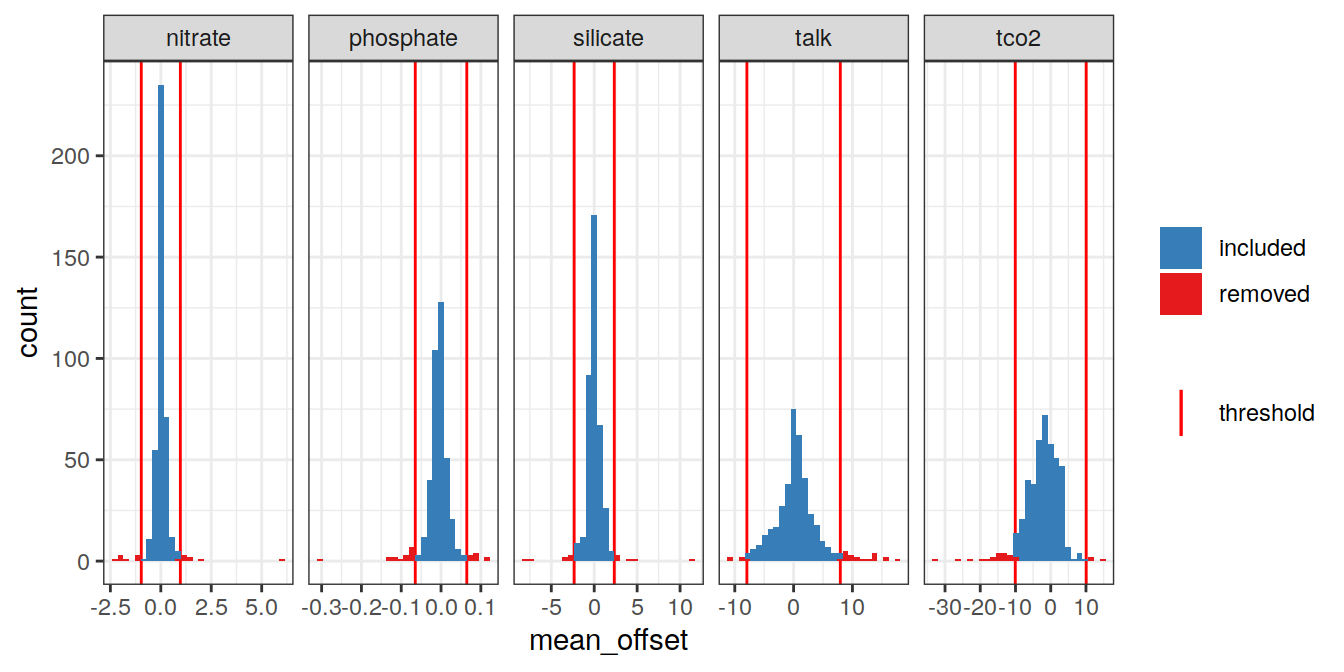 nitrate phosphate silicate talk tco2
count
200
150
100
50
0
-2.5 0.0 2.5 5.0 -0.3 -0.2 -0.1 0.0 0.1 -5 0 5 10 -10 0 10 -30 -20 -10 0 10
mean_offset
included
removed
threshold